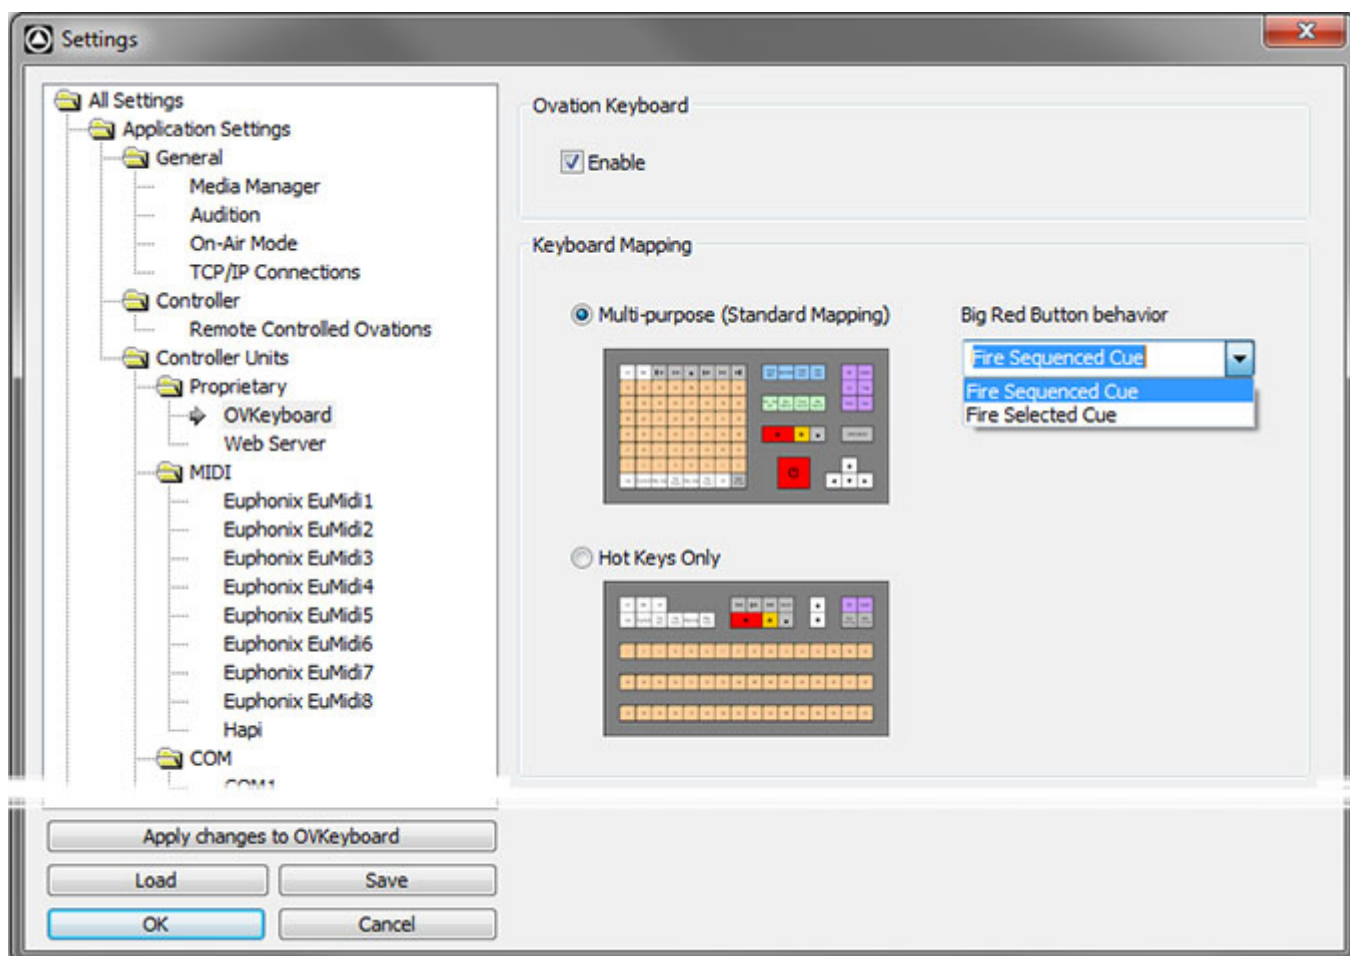 Settings
All Settings
Application Settings
General
Media Manager
Audition
On-Air Mode
TCP/IP Connections
Controller
Remote Controlled Ovations
Controller Units
Proprietary
OVKeyboard
Web Server
MIDI
Euphonix EuMidi1
Euphonix EuMidi2
Euphonix EuMidi3
Euphonix EuMidi4
Euphonix EuMidi5
Euphonix EuMidi6
Euphonix EuMidi7
Euphonix EuMidi8
Hapi
COM
COM1
Apply changes to OVKeyboard
Load
Save
OK
Cancel
Ovation Keyboard
Enable
Keyboard Mapping
Multi-purpose (Standard Mapping)
Big Red Button behavior
Fire Sequenced Cue
Fire Sequenced Cue
Fire Selected Cue
Hot Keys Only